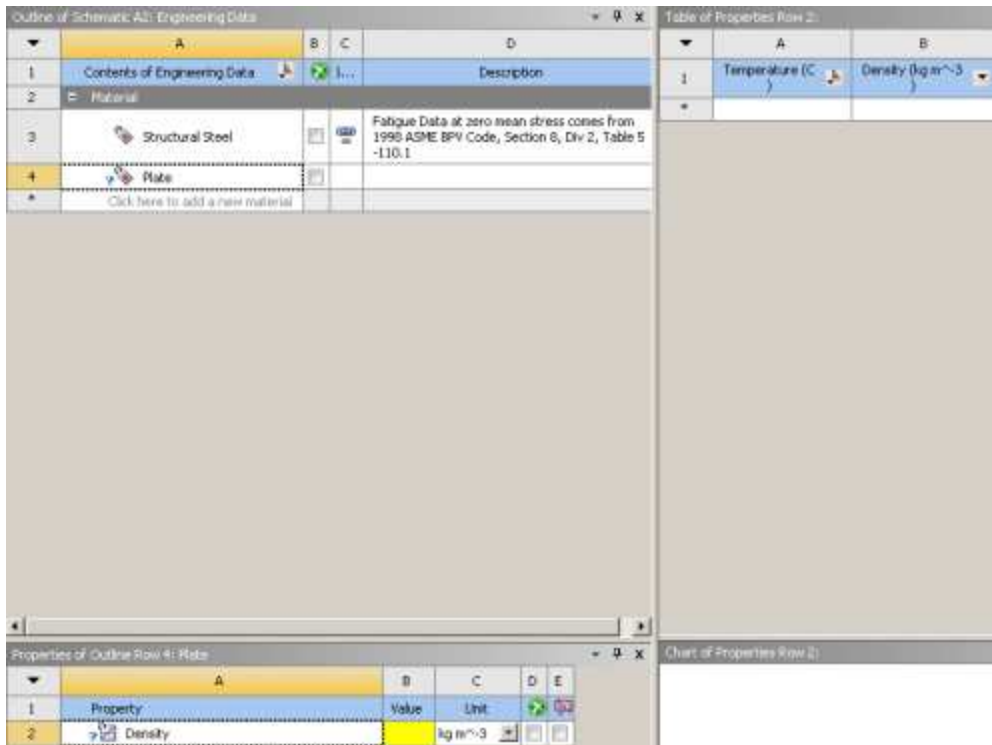 Outline of Schematic A2: Engineering Data
A B C D
1 Contents of Engineering Data Description
2 Material
3 Structural Steel Fatigue Data at zero mean stress comes from
1998 ASME BPV Code, Section 8, Div 2, Table 5
-110.1
4 Plate
* Click here to add a new material
Table of Properties Row 2:
A B
1 Temperature (C
) Density (kg m^-3
)
*
Properties of Outline Row 4: Plate
A B C D E
1 Property Value Unit
2 Density kg m^-3
Chart of Properties Row 2: